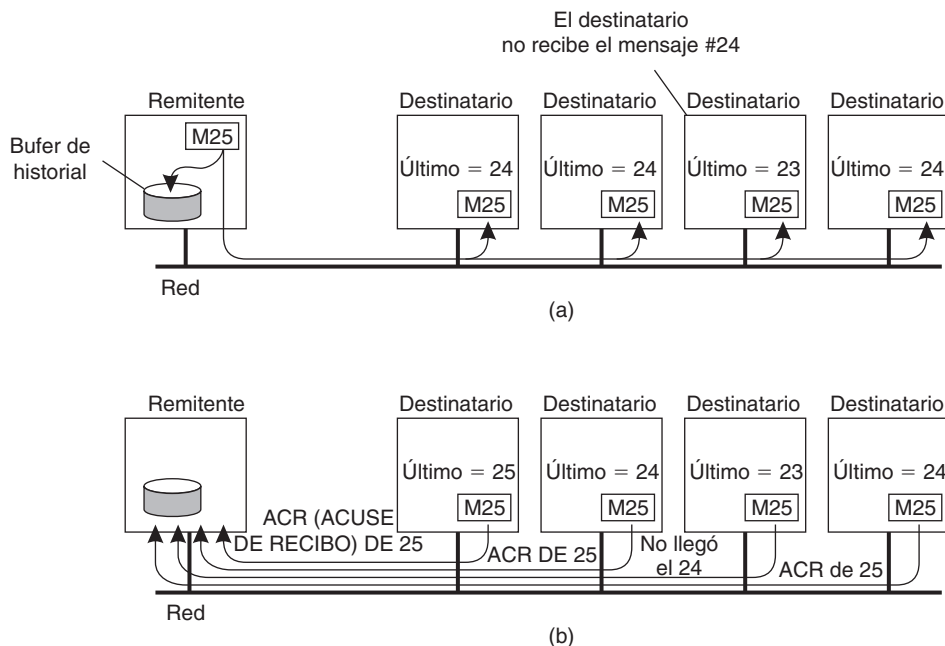 El destinatario
no recibe el mensaje #24
Remitente
Destinatario
Destinatario
Destinatario
Destinatario
Bufer de
historial
M25
Último = 24
Último = 24
Último = 23
Último = 24
M25
M25
M25
M25
Red
(a)
Remitente
Destinatario
Destinatario
Destinatario
Destinatario
Último = 25
Último = 24
Último = 23
Último = 24
M25
M25
M25
M25
ACR (ACUSE
DE RECIBO) DE 25
ACR DE 25
No llegó
el 24
ACR de 25
Red
(b)